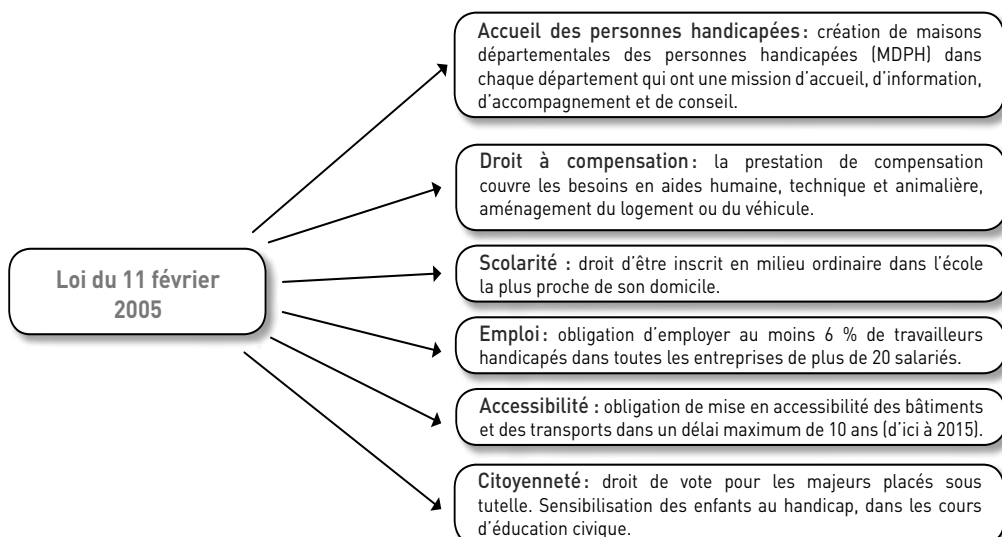 Accueil des personnes handicapées : création de maisons
départementales des personnes handicapées (MDPH) dans
chaque département qui ont une mission d'accueil, d'information,
d'accompagnement et de conseil.
Droit à compensation : la prestation de compensation
couvre les besoins en aides humaine, technique et animalière,
aménagement du logement ou du véhicule.
Loi du 11 février
2005
Scolarité : droit d'être inscrit en milieu ordinaire dans l'école
la plus proche de son domicile.
Emploi : obligation d'employer au moins 6 % de travailleurs
handicapés dans toutes les entreprises de plus de 20 salariés.
Accessibilité : obligation de mise en accessibilité des bâtiments
et des transports dans un délai maximum de 10 ans (d'ici à 2015).
Citoyenneté : droit de vote pour les majeurs placés sous
tutelle. Sensibilisation des enfants au handicap, dans les cours
d'éducation civique.